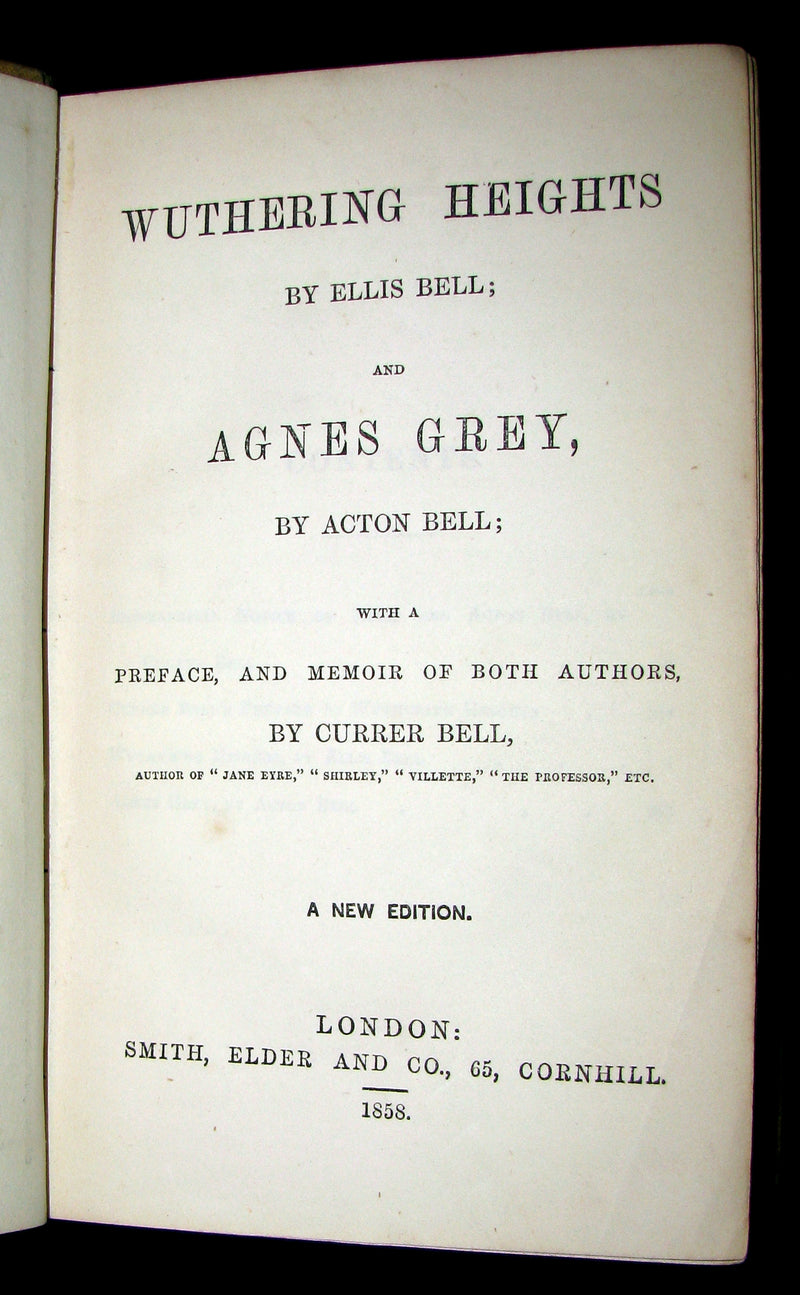 WUTHERING HEIGHTS
BY ELLIS BELL;
AND
AGNES GREY,
BY ACTON BELL;
WITH A
PREFACE, AND MEMOIR OF BOTH AUTHORS,
BY CURRER BELL,
AUTHOR OF “ JANE EYRE,” “ SHIRLEY,” “ VILLETTE,” “ THE PROFESSOR,” ETC.
A NEW EDITION.
LONDON:
SMITH, ELDER AND CO., 65, CORNHILL.
1858.